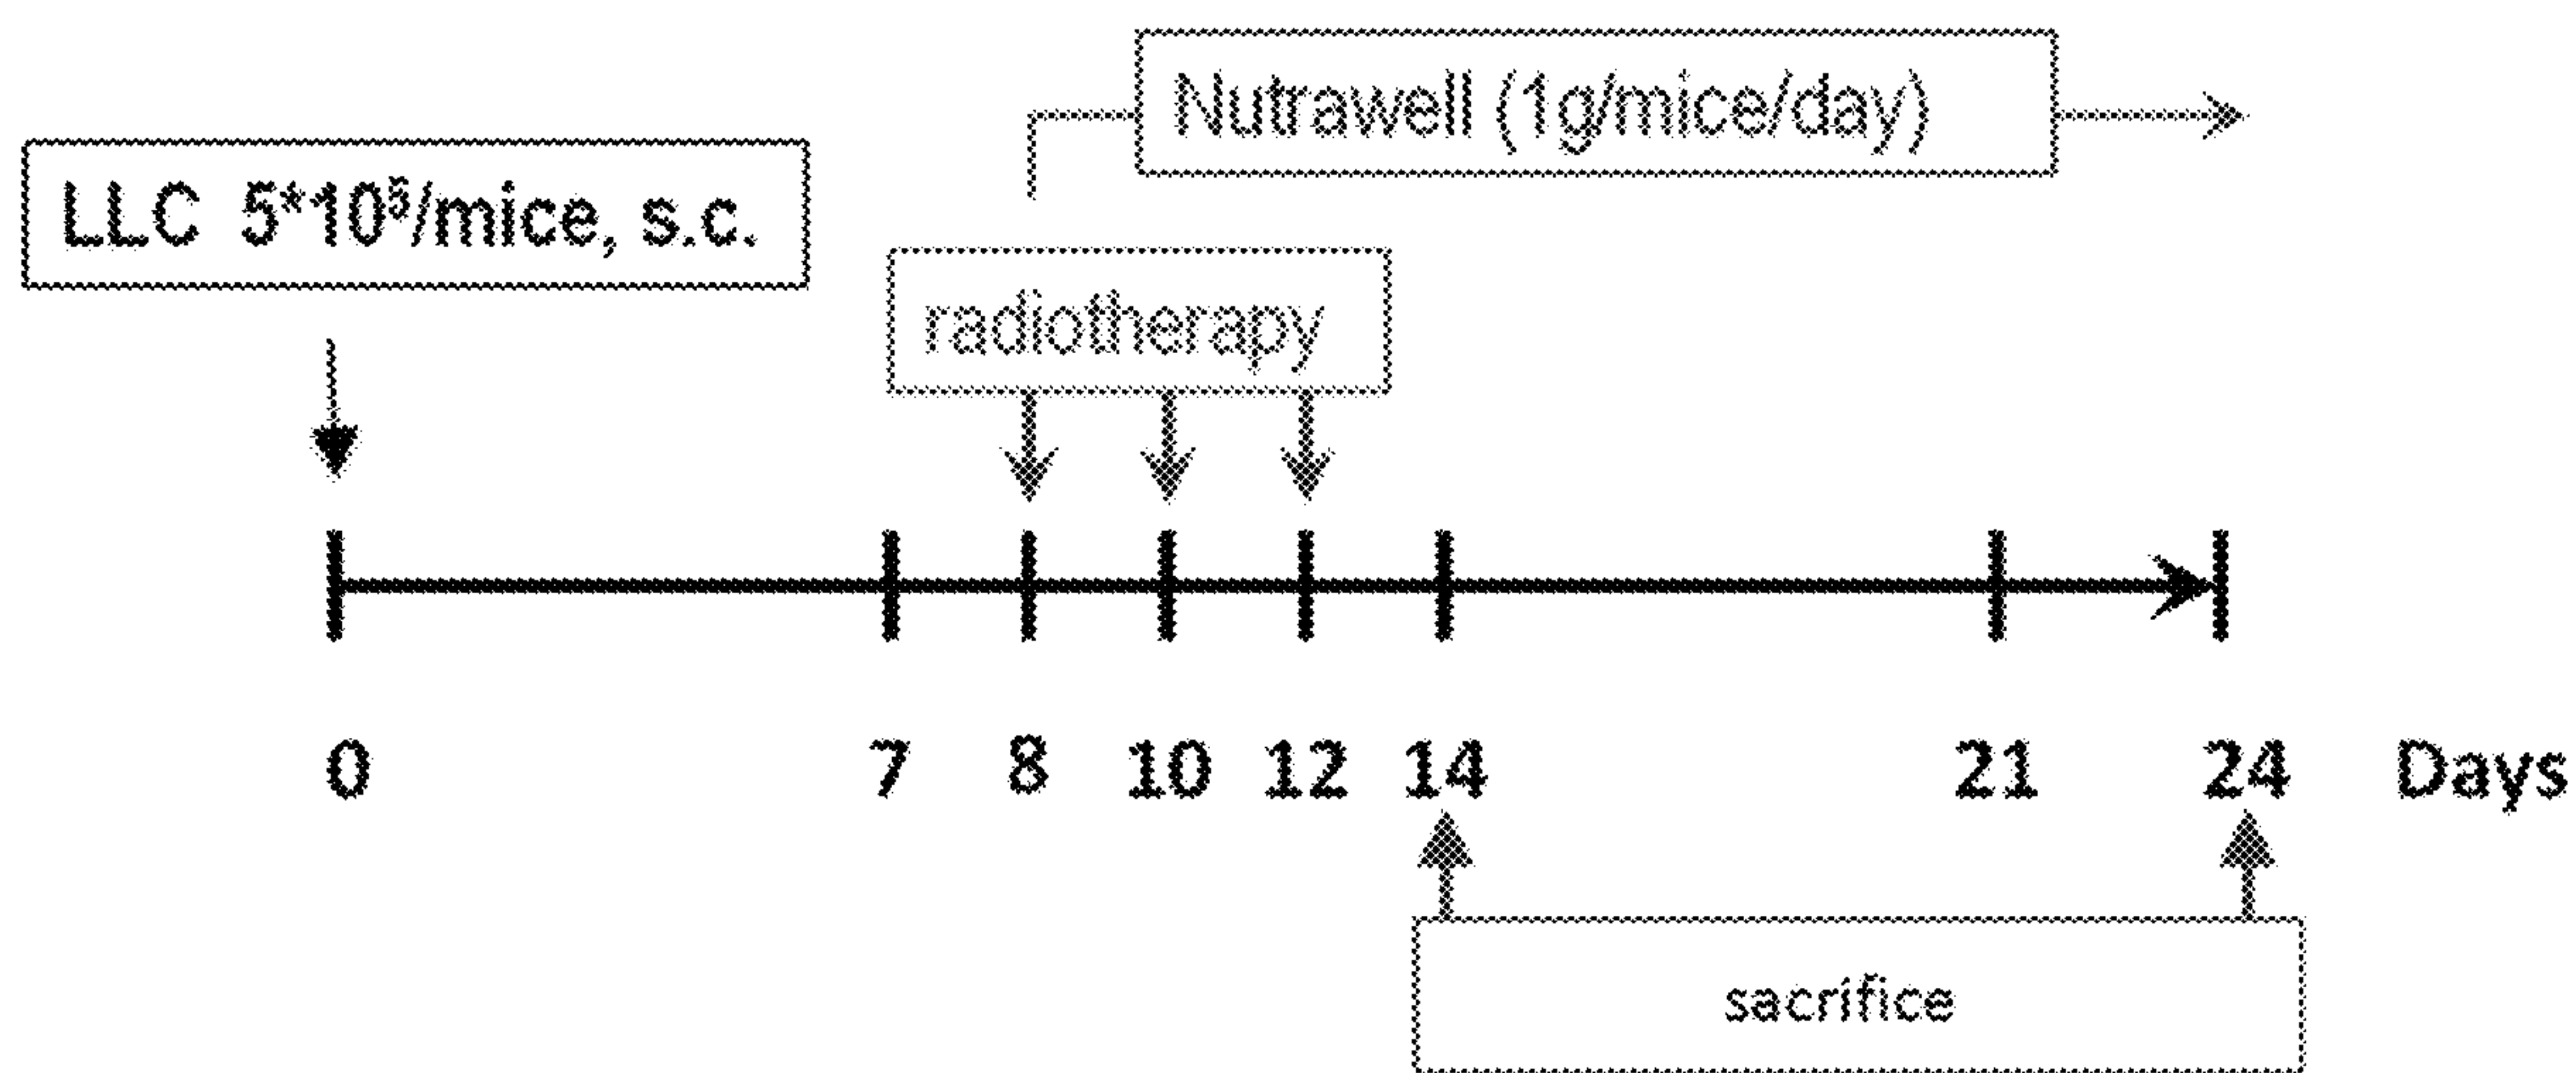 Nutrawell (1g/mice/day)
LLC 5*10⁵/mice, s.c.
radiotherapy
0 7 8 10 12 14 21 24 Days
sacrifice